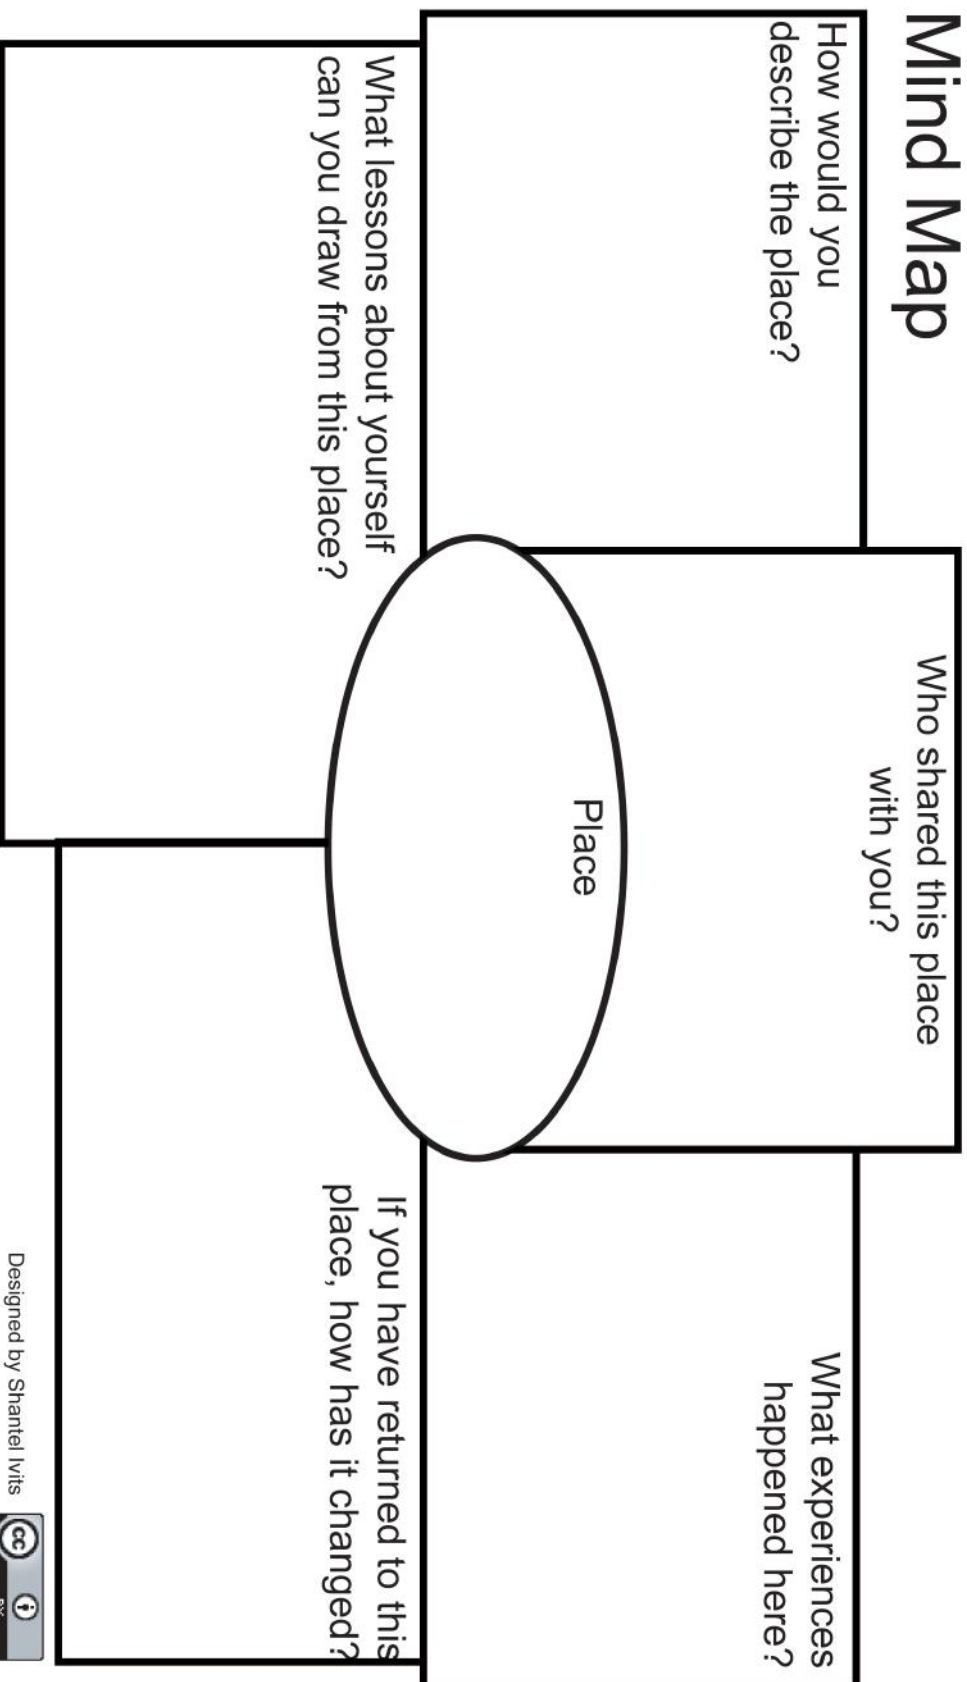 Mind Map
How would you
describe the place?
Who shared this place
with you?
What experiences
happened here?
Place
What lessons about yourself
can you draw from this place?
If you have returned to this
place, how has it changed?
Designed by Shantel Ivits
cc